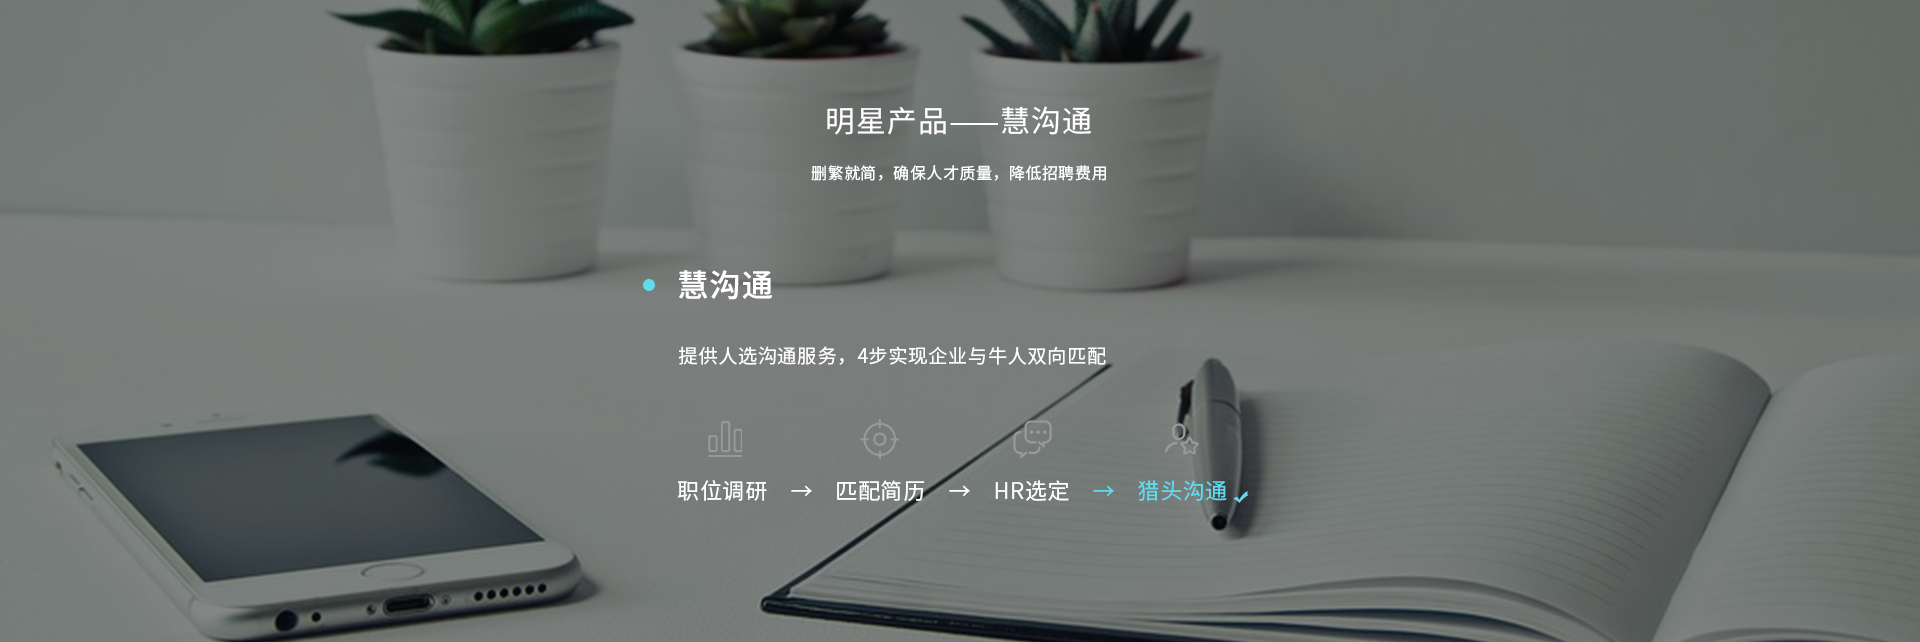 明星产品——慧沟通
删繁就简，确保人才质量，降低招聘费用
慧沟通
提供人选沟通服务，4步实现企业与牛人双向匹配
职位调研 → 匹配简历 → HR选定 → 猎头沟通